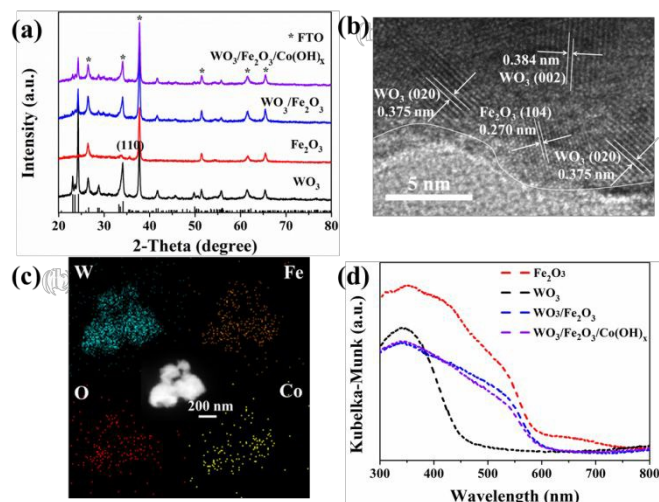 (a)
* FTO
WO3/Fe2O3/Co(OH)x
WO3/Fe2O3
(110)
Fe2O3
WO3
Intensity (a.u.)
20 30 40 50 60 70 80
2-Theta (degree)
(b)
0.384 nm
WO3 (002)
WO3 (020)
0.375 nm
Fe2O3 (104)
0.270 nm
WO3 (020)
0.375 nm
5 nm
(c)
W
Fe
O
Co
200 nm
(d)
Fe2O3
WO3
WO3/Fe2O3
WO3/Fe2O3/Co(OH)x
Kubelka-Munk (a.u.)
300 400 500 600 700 800
Wavelength (nm)